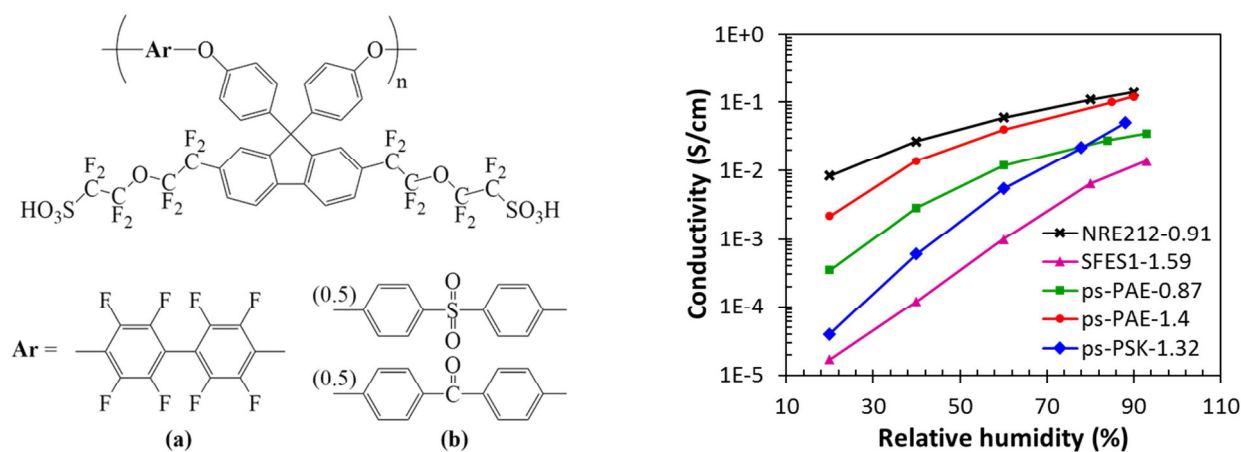 Ar
O
O
n
F₂
F₂
F₂
F₂
C
C
C
C
O
O
C
C
C
C
F₂
F₂
F₂
F₂
HO₃S
SO₃H
F F F F
Ar =
F F F F
(a)
(0.5)
O
S
O
(0.5)
O
C
(b)
Conductivity (S/cm)
1E+0
1E-1
1E-2
1E-3
1E-4
1E-5
NRE212-0.91
SFES1-1.59
ps-PAE-0.87
ps-PAE-1.4
ps-PSK-1.32
10 30 50 70 90 110
Relative humidity (%)